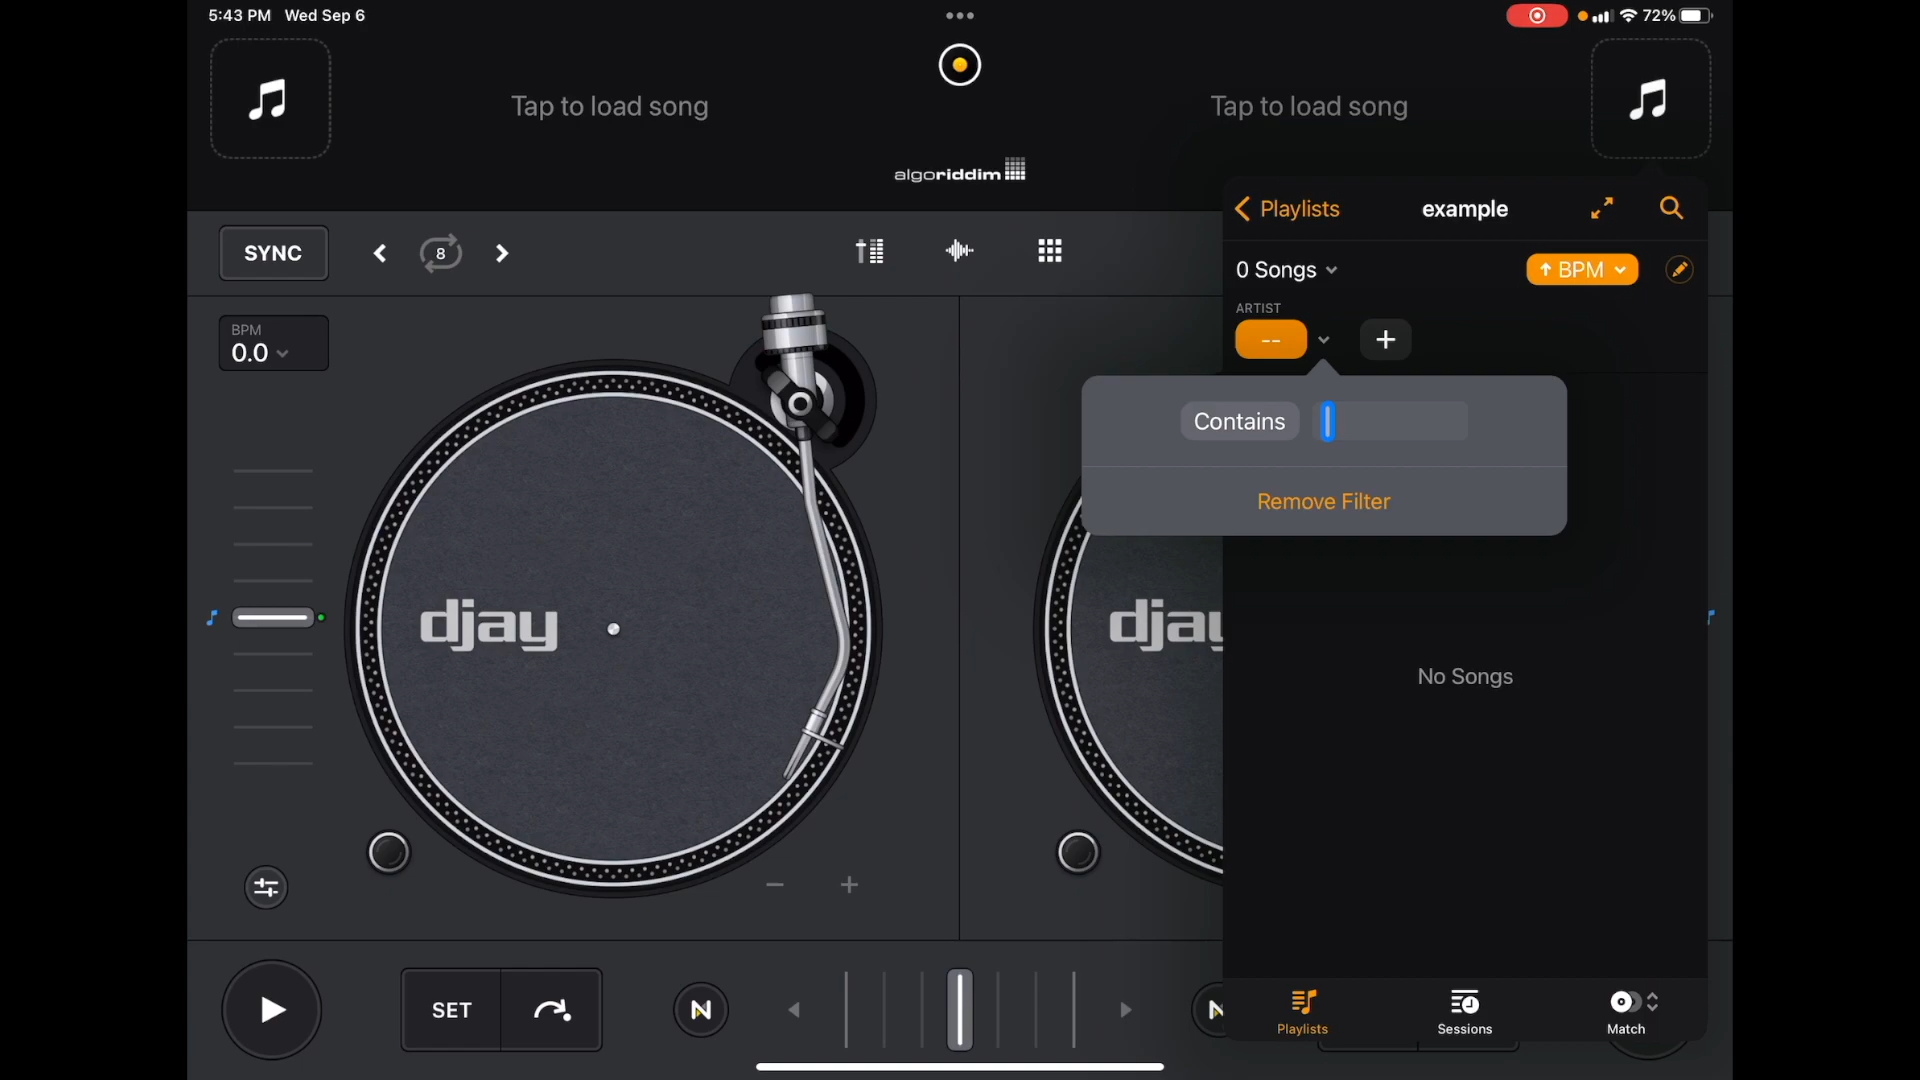 5:43 PM Wed Sep 6
72%
Tap to load song
Tap to load song
algoriddim
Playlists
example
SYNC
8
0 Songs
BPM
ARTIST
--
+
BPM
0.0
Contains
Remove Filter
djay
djay
No Songs
− +
SET
N
N
Playlists
Sessions
Match